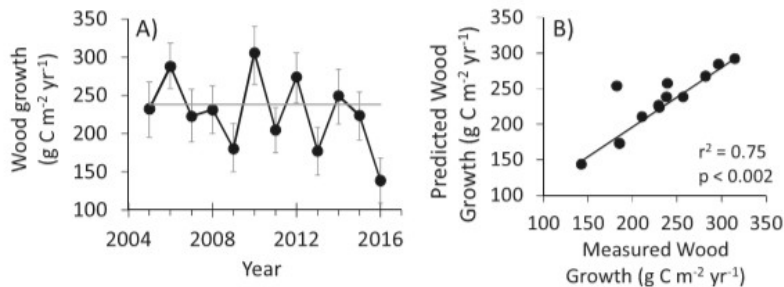 A)
Wood growth
(g C m⁻² yr⁻¹)
350
300
250
200
150
100
2004
2008
2012
2016
Year
B)
Predicted Wood
Growth (g C m⁻² yr⁻¹)
350
300
250
200
150
100
r² = 0.75
p < 0.002
100
150
200
250
300
350
Measured Wood
Growth (g C m⁻² yr⁻¹)